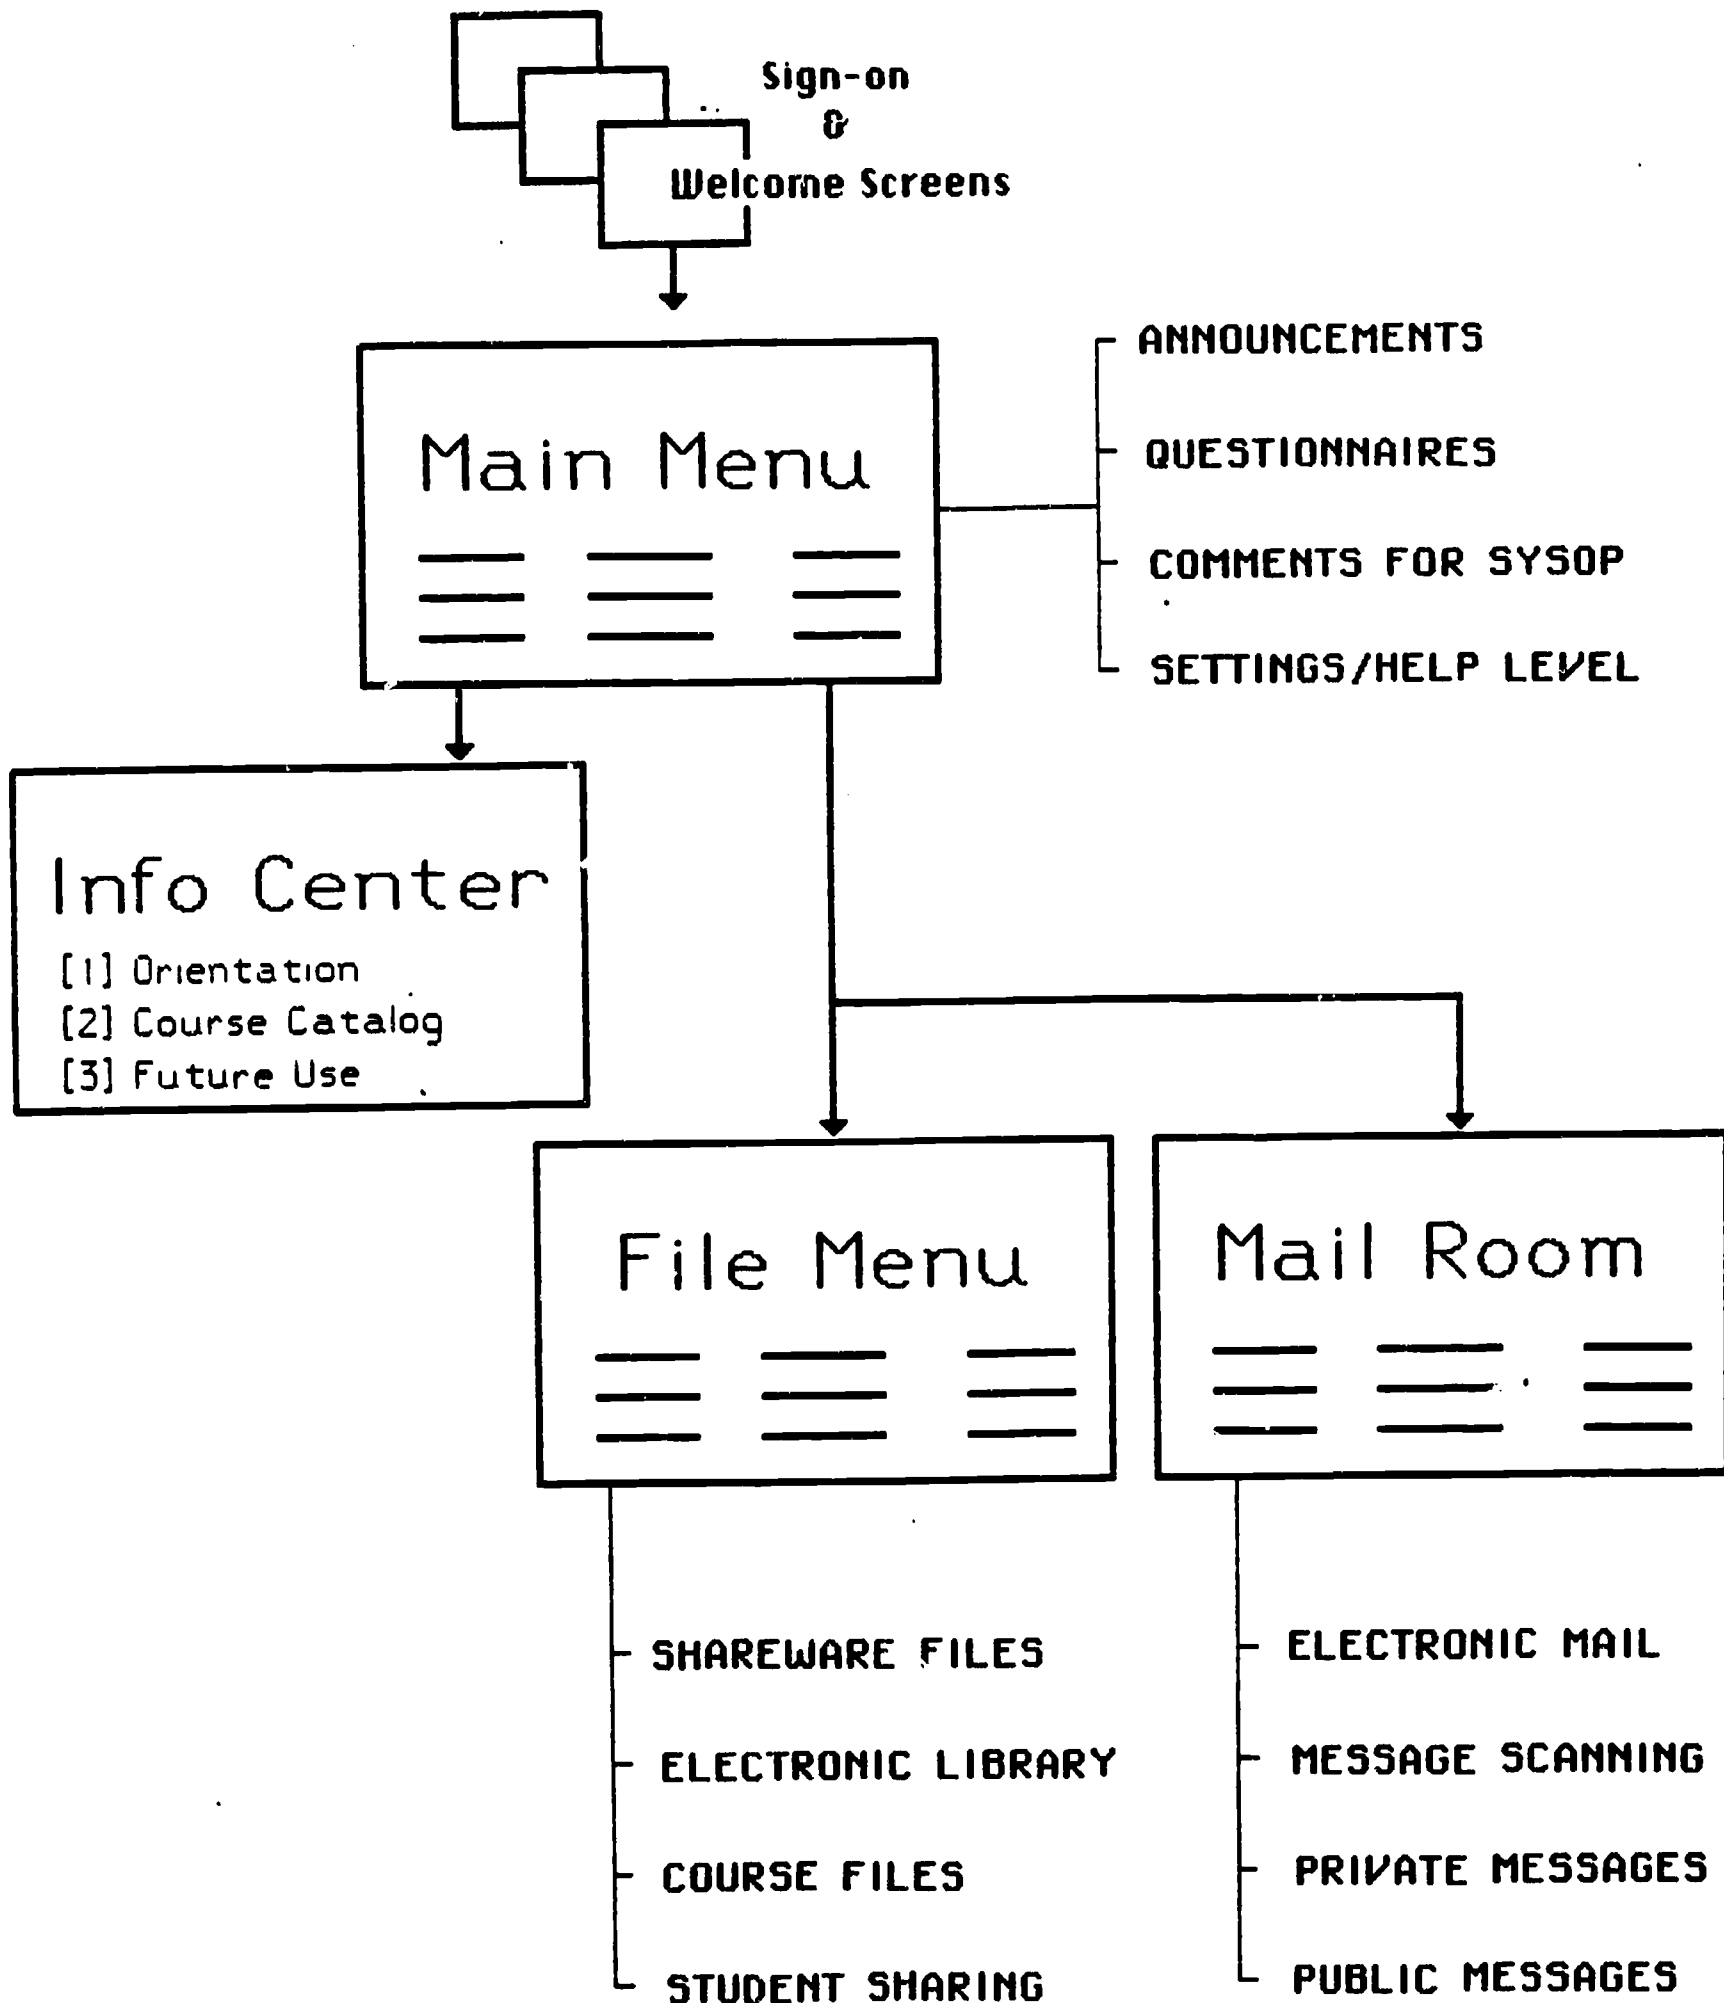 Sign-on
&
Welcome Screens
Main Menu
ANNOUNCEMENTS
QUESTIONNAIRES
COMMENTS FOR SYSOP
SETTINGS/HELP LEVEL
Info Center
[1] Orientation
[2] Course Catalog
[3] Future Use
File Menu
SHAREWARE FILES
ELECTRONIC LIBRARY
COURSE FILES
STUDENT SHARING
Mail Room
ELECTRONIC MAIL
MESSAGE SCANNING
PRIVATE MESSAGES
PUBLIC MESSAGES